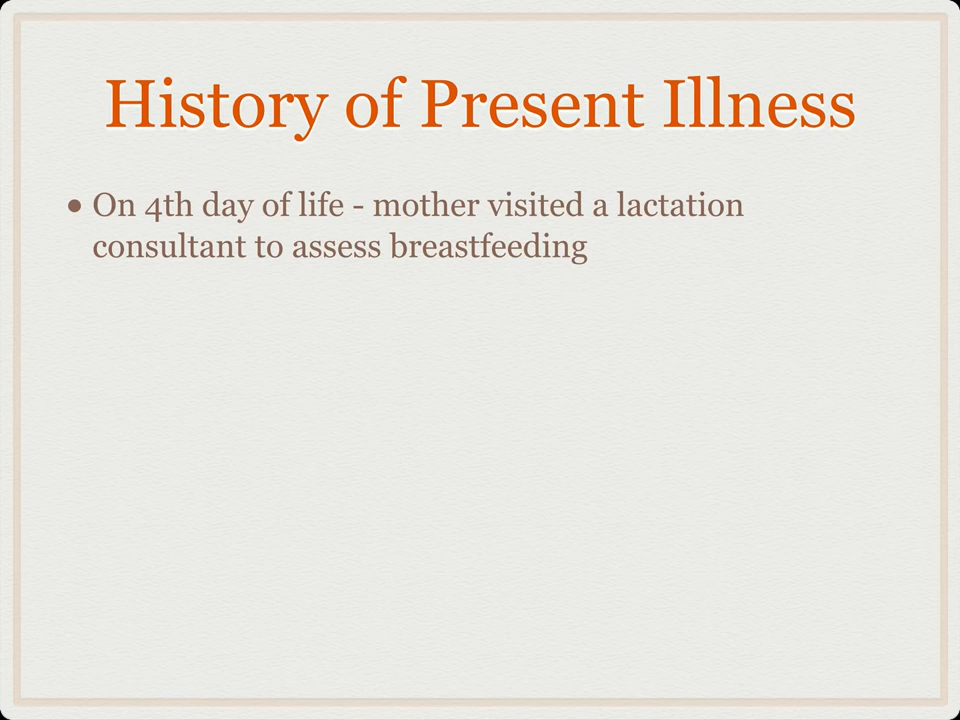 History of Present Illness
• On 4th day of life - mother visited a lactation
consultant to assess breastfeeding